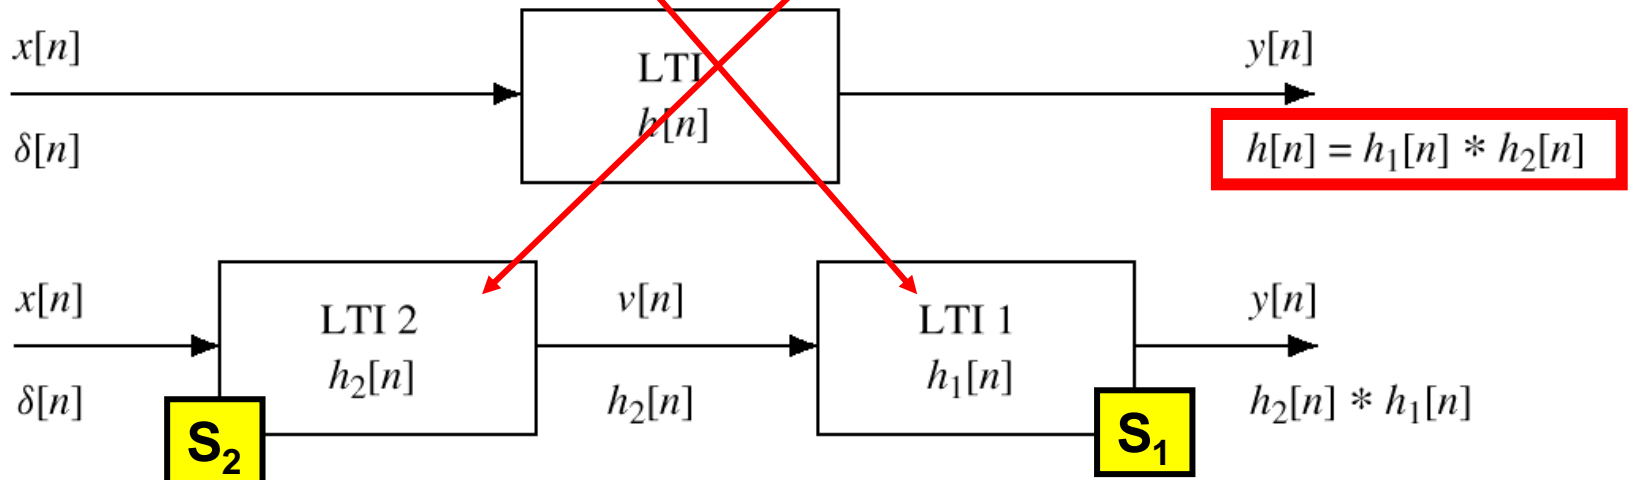 x[n]
LTI
y[n]
δ[n]
h[n]
h[n] = h₁[n] * h₂[n]
x[n]
LTI 2
v[n]
LTI 1
y[n]
δ[n]
h₂[n]
h₂[n]
h₁[n]
h₂[n] * h₁[n]
S₂
S₁